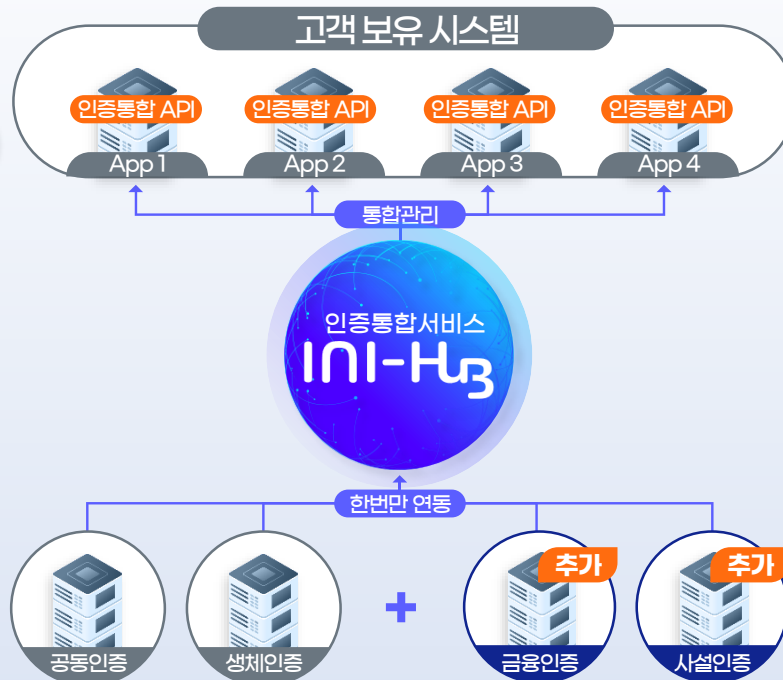 고객 보유 시스템
인증통합 API
인증통합 API
인증통합 API
인증통합 API
App 1
App 2
App 3
App 4
통합관리
인증통합서비스
INI-HUB
한번만 연동
추가
추가
공동인증
생체인증
+
금융인증
사설인증